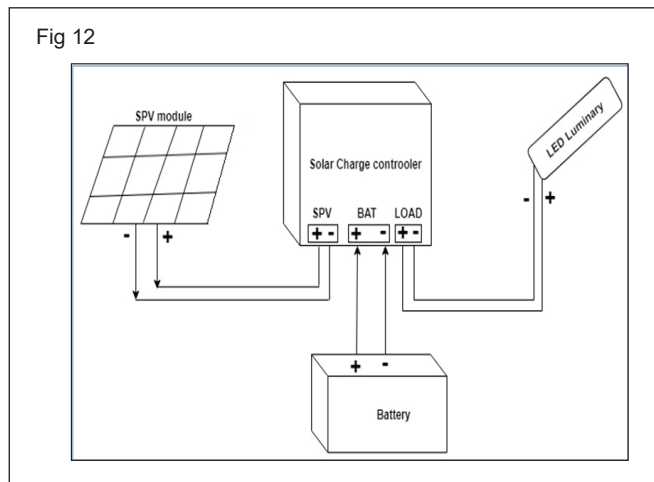 Fig 12
SPV module
- +
Solar Charge controoler
SPV BAT LOAD
+ - + - + -
LED Luminary
- +
+ -
Battery